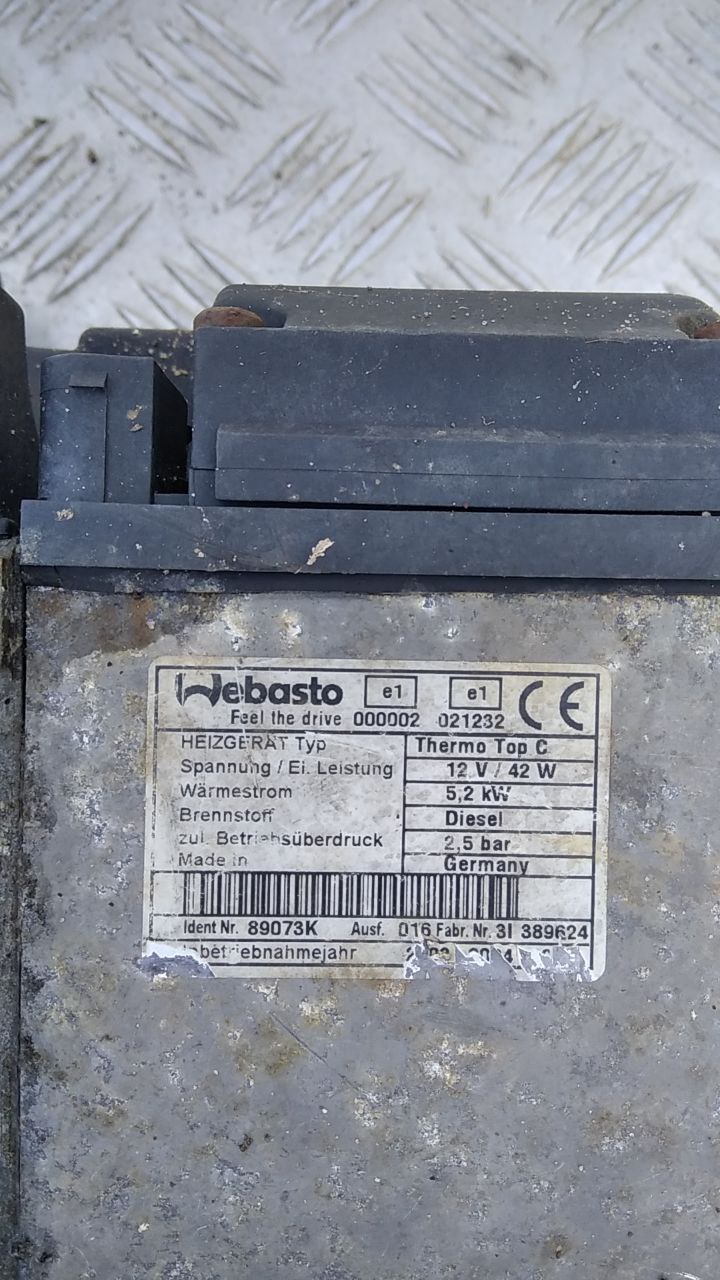 Webasto e1 e1 CE
Feel the drive 000002 021232
HEIZGERÄT Typ Thermo Top C
Spannung / El. Leistung 12 V / 42 W
Wärmestrom 5,2 kW
Brennstoff Diesel
zul. Betriebsüberdruck 2,5 bar
Made in Germany
Ident Nr. 89073K Ausf. 016 Fabr. Nr. 3I 389624
Inbetriebnahmejahr